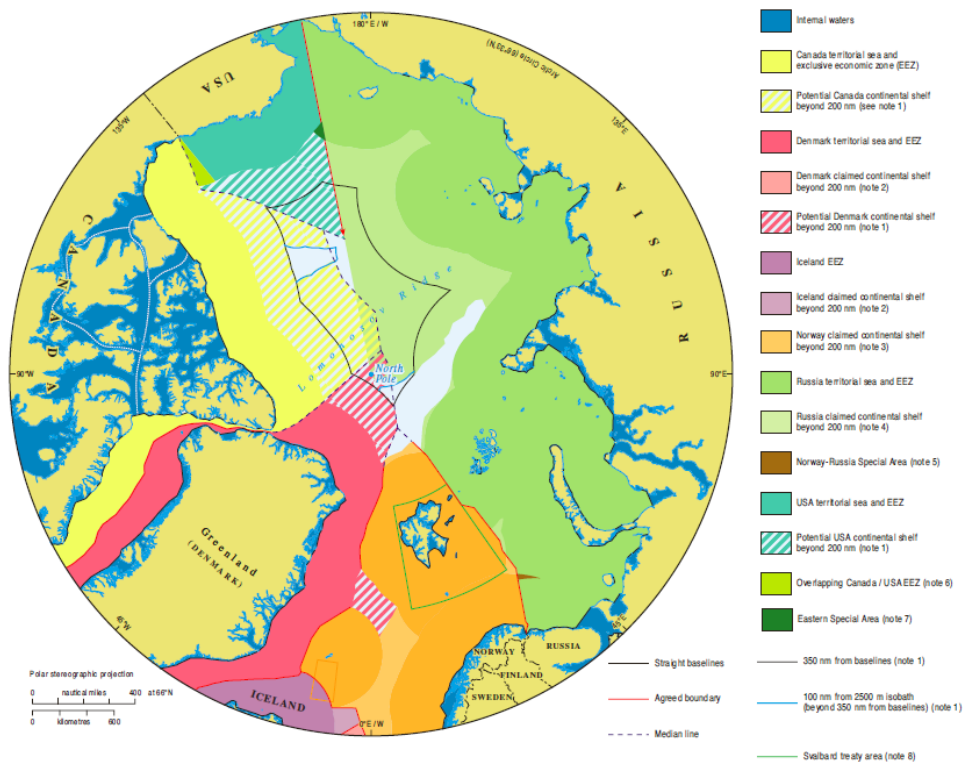 180° E / W
Arctic Circle (66°33'N)
USA
135°W
135°E
CANADA
RUSSIA
Lomonosov Ridge
North
Pole
90°W
90°E
Greenland
(DENMARK)
45°W
45°E
NORWAY
RUSSIA
FINLAND
SWEDEN
ICELAND
0°E / W
Polar stereographic projection
0 nautical miles 400 at 66°N
0 kilometres 600
Internal waters
Canada territorial sea and
exclusive economic zone (EEZ)
Potential Canada continental shelf
beyond 200 nm (see note 1)
Denmark territorial sea and EEZ
Denmark claimed continental shelf
beyond 200 nm (note 2)
Potential Denmark continental shelf
beyond 200 nm (note 1)
Iceland EEZ
Iceland claimed continental shelf
beyond 200 nm (note 2)
Norway claimed continental shelf
beyond 200 nm (note 3)
Russia territorial sea and EEZ
Russia claimed continental shelf
beyond 200 nm (note 4)
Norway-Russia Special Area (note 5)
USA territorial sea and EEZ
Potential USA continental shelf
beyond 200 nm (note 1)
Overlapping Canada / USA EEZ (note 6)
Eastern Special Area (note 7)
Straight baselines
350 nm from baselines (note 1)
Agreed boundary
100 nm from 2500 m isobath
(beyond 350 nm from baselines) (note 1)
Median line
Svalbard treaty area (note 8)